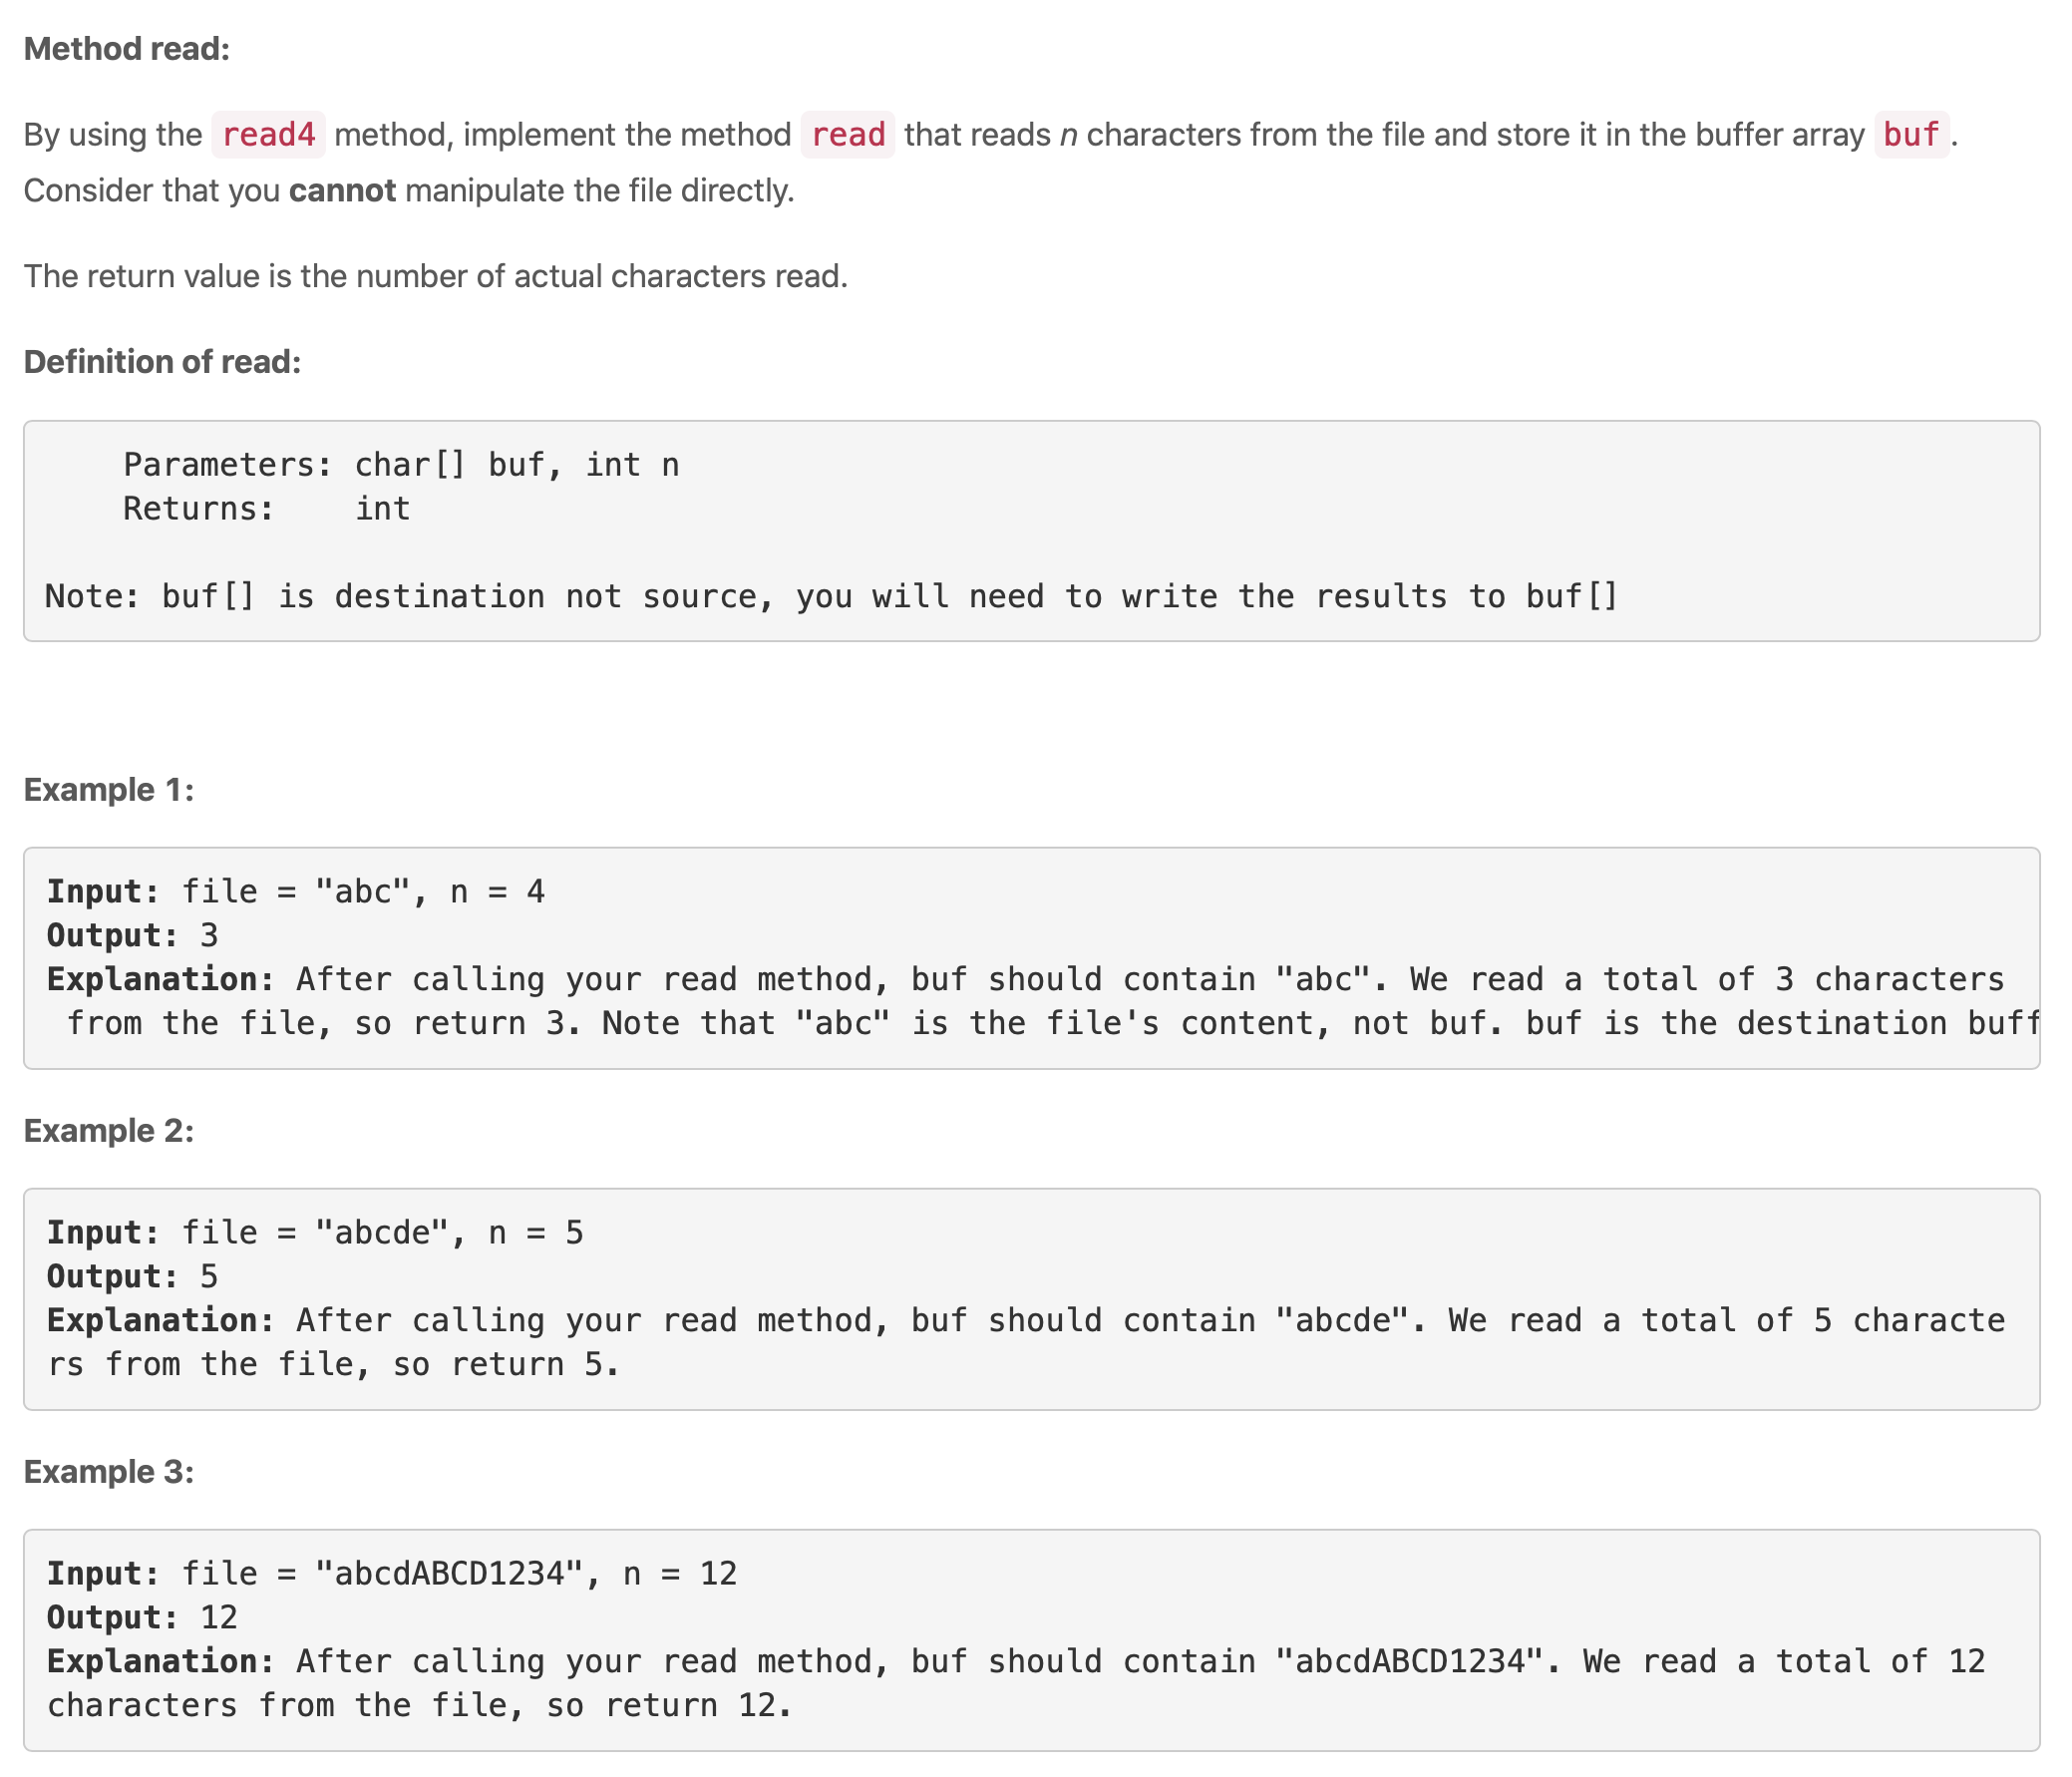 Method read:
By using the read4 method, implement the method read that reads n characters from the file and store it in the buffer array buf.
Consider that you cannot manipulate the file directly.
The return value is the number of actual characters read.
Definition of read:
    Parameters: char[] buf, int n
    Returns:    int
Note: buf[] is destination not source, you will need to write the results to buf[]
Example 1:
Input: file = "abc", n = 4
Output: 3
Explanation: After calling your read method, buf should contain "abc". We read a total of 3 characters
 from the file, so return 3. Note that "abc" is the file's content, not buf. buf is the destination buff
Example 2:
Input: file = "abcde", n = 5
Output: 5
Explanation: After calling your read method, buf should contain "abcde". We read a total of 5 characte
rs from the file, so return 5.
Example 3:
Input: file = "abcdABCD1234", n = 12
Output: 12
Explanation: After calling your read method, buf should contain "abcdABCD1234". We read a total of 12
characters from the file, so return 12.